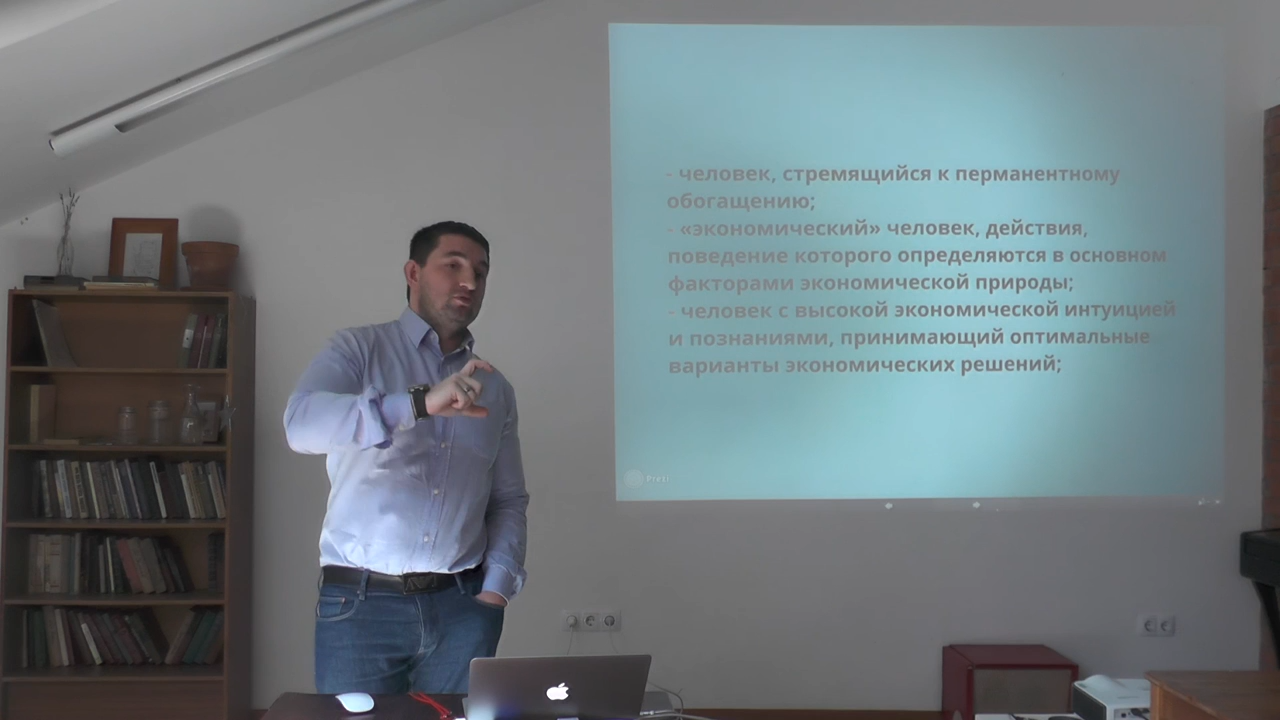 - человек, стремящийся к перманентному
обогащению;
- «экономический» человек, действия,
поведение которого определяются в основном
факторами экономической природы;
- человек с высокой экономической интуицией
и познаниями, принимающий оптимальные
варианты экономических решений;
Prezi